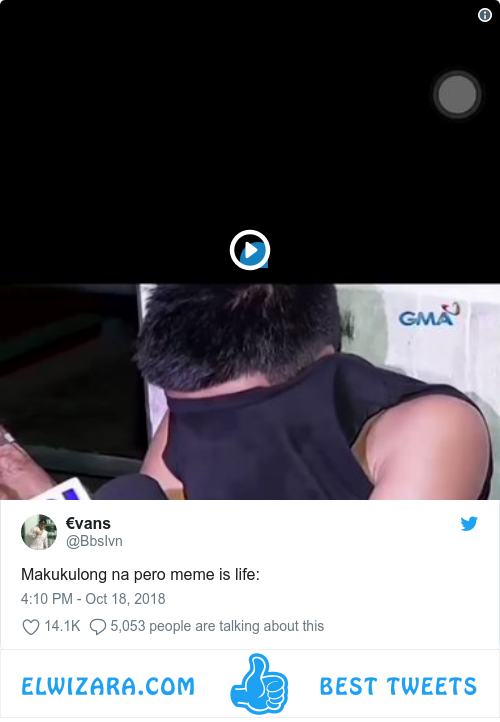 GMA
€vans
@BbsIvn
Makukulong na pero meme is life:
4:10 PM - Oct 18, 2018
14.1K 5,053 people are talking about this
ELWIZARA.COM BEST TWEETS